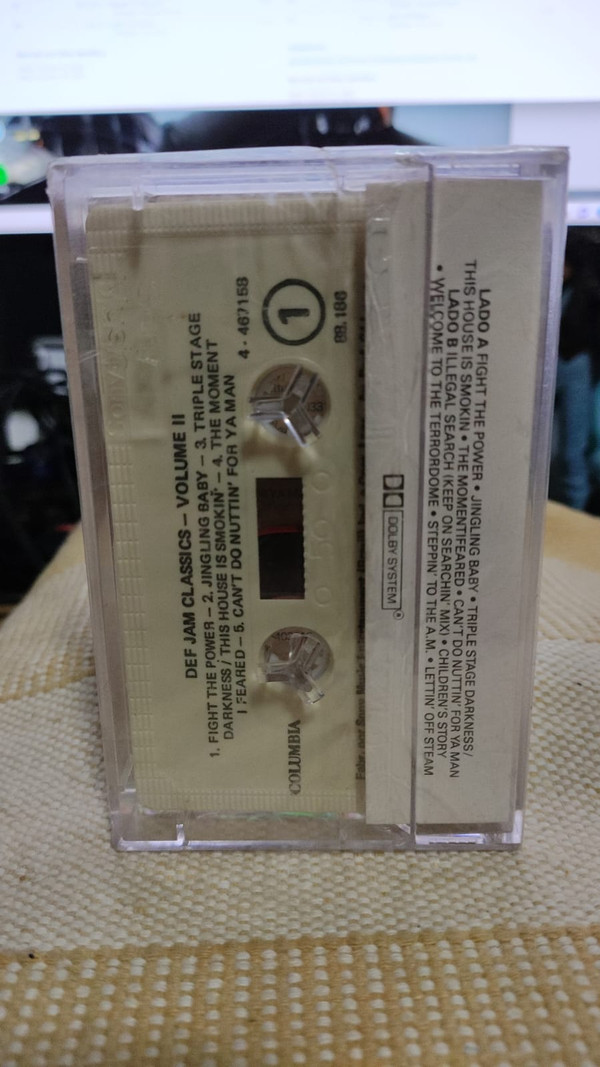 DEF JAM CLASSICS – VOLUME II
1. FIGHT THE POWER – 2. JINGLING BABY – 3. TRIPLE STAGE
DARKNESS / THIS HOUSE IS SMOKIN' – 4. THE MOMENT
I FEARED – 5. CAN'T DO NUTTIN' FOR YA MAN
4 - 467158
1
COLUMBIA
DOLBY SYSTEM
LADO A FIGHT THE POWER • JINGLING BABY • TRIPLE STAGE DARKNESS/
THIS HOUSE IS SMOKIN • THE MOMENTIFEARED • CAN'T DO NUTTIN' FOR YA MAN
LADO B ILLEGAL SEARCH (KEEP ON SEARCHIN' MIX) • CHILDREN'S STORY
• WELCOME TO THE TERRORDOME • STEPPIN' TO THE A.M. • LETTIN' OFF STEAM